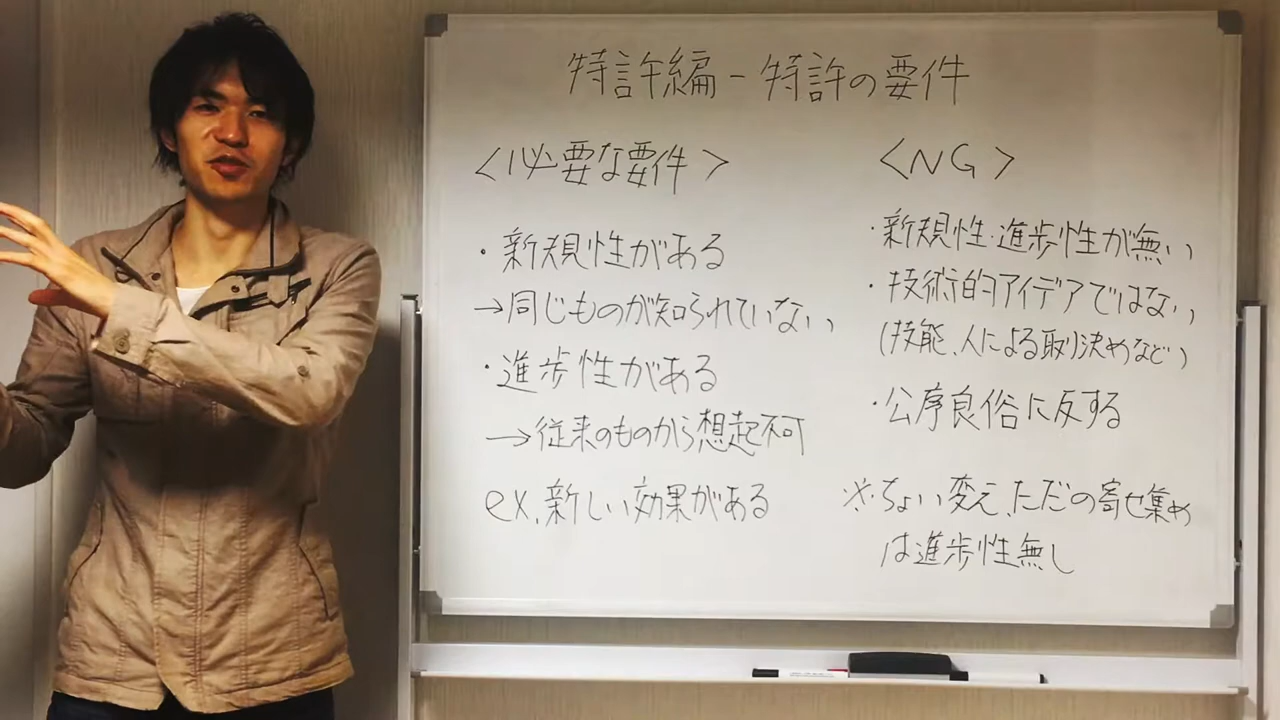 特許編-特許の要件
<必要な要件>
・新規性がある
→同じものが知られていない
・進歩性がある
→従来のものから想起不可
ex.新しい効果がある
<NG>
・新規性・進歩性が無い
・技術的アイデアではない
(技能、人による取り決めなど)
・公序良俗に反する
※ちょい変え、ただの寄せ集め
は進歩性無し